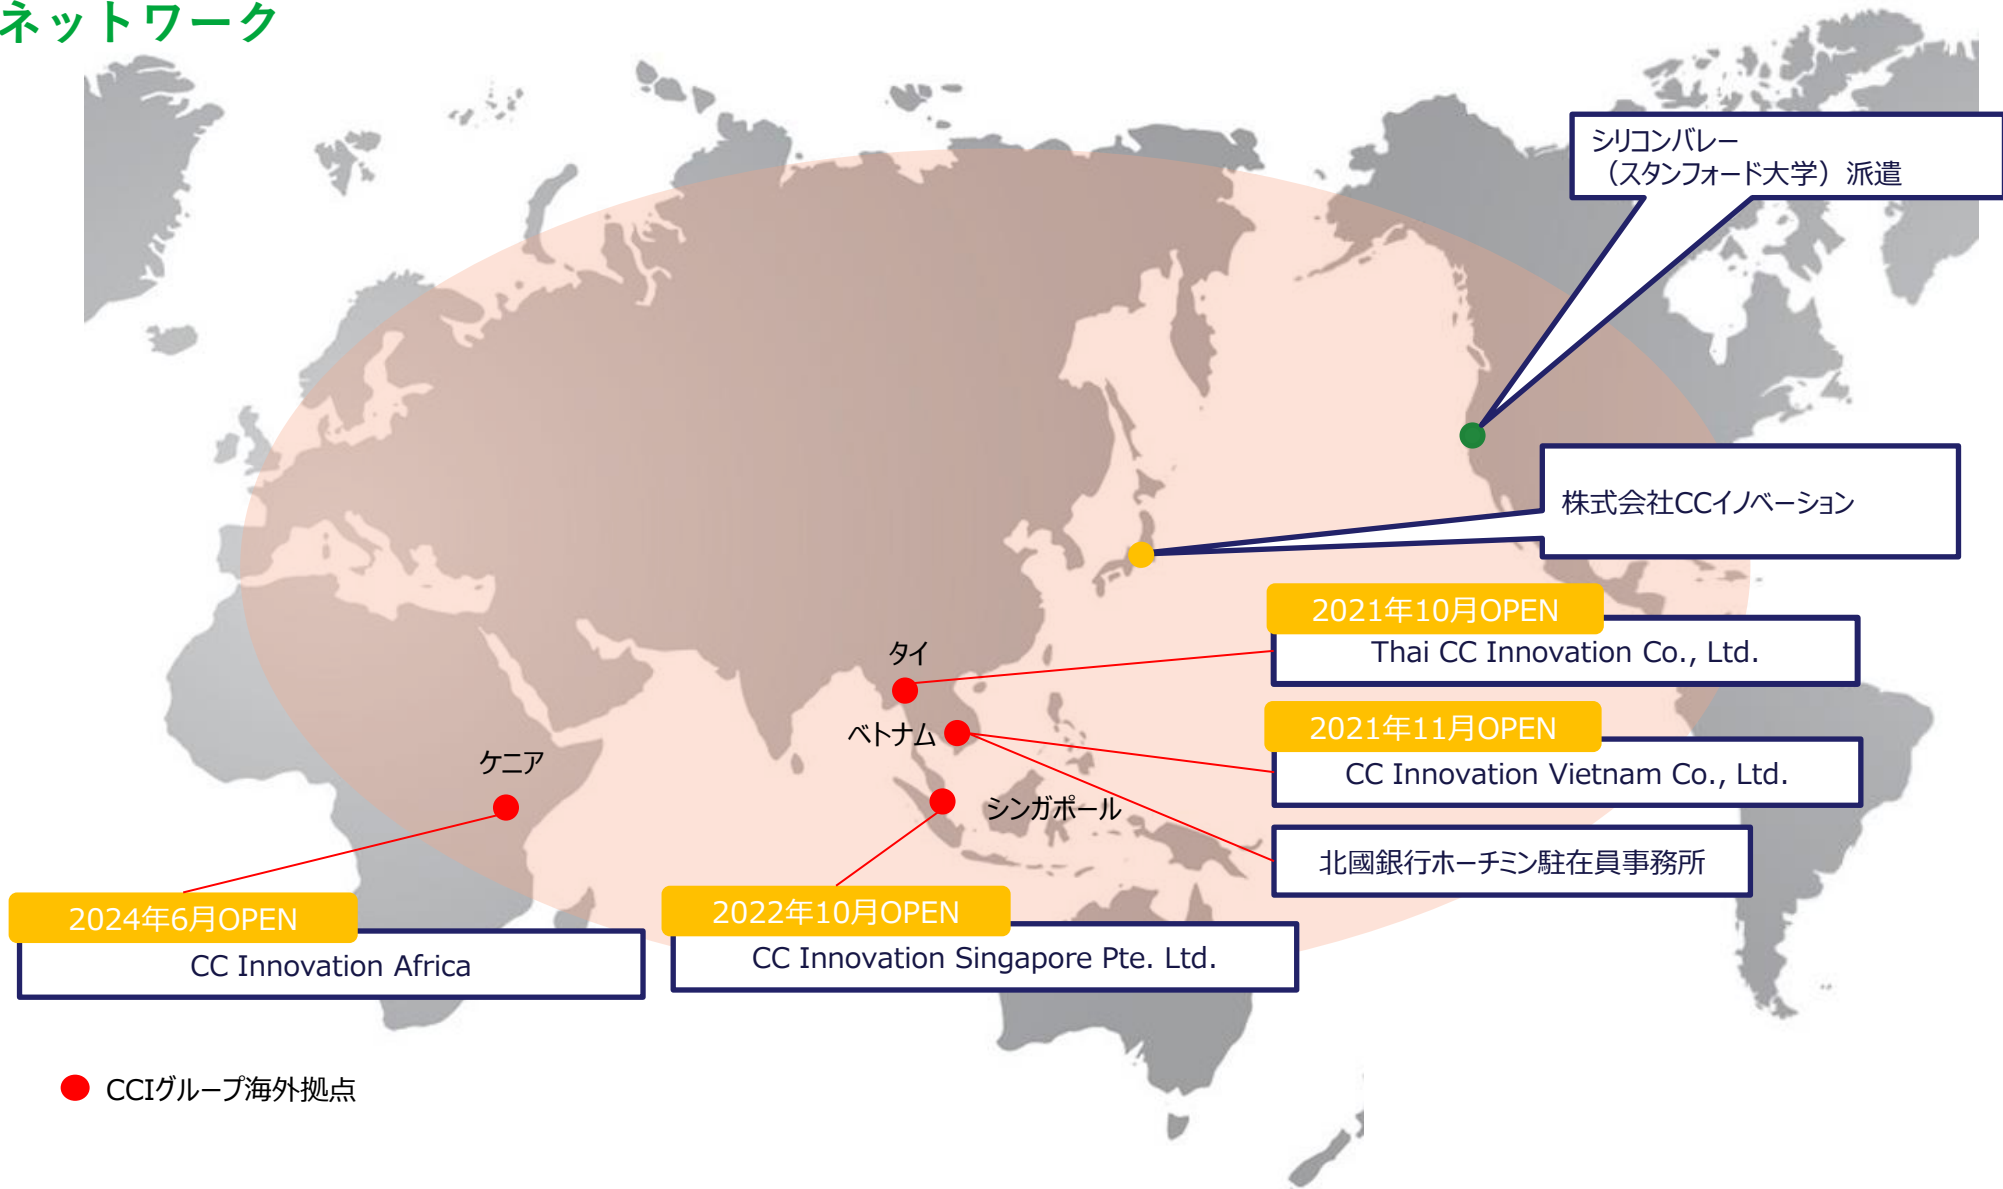 ネットワーク
シリコンバレー
（スタンフォード大学）派遣
株式会社CCイノベーション
2021年10月OPEN
Thai CC Innovation Co., Ltd.
タイ
2021年11月OPEN
CC Innovation Vietnam Co., Ltd.
ベトナム
ケニア
シンガポール
北國銀行ホーチミン駐在員事務所
2024年6月OPEN
CC Innovation Africa
2022年10月OPEN
CC Innovation Singapore Pte. Ltd.
CCIグループ海外拠点